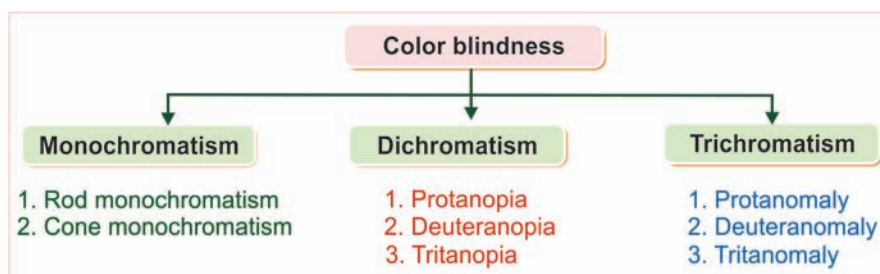 Color blindness
Monochromatism
1. Rod monochromatism
2. Cone monochromatism
Dichromatism
1. Protanopia
2. Deuteranopia
3. Tritanopia
Trichromatism
1. Protanomaly
2. Deuteranomaly
3. Tritanomaly